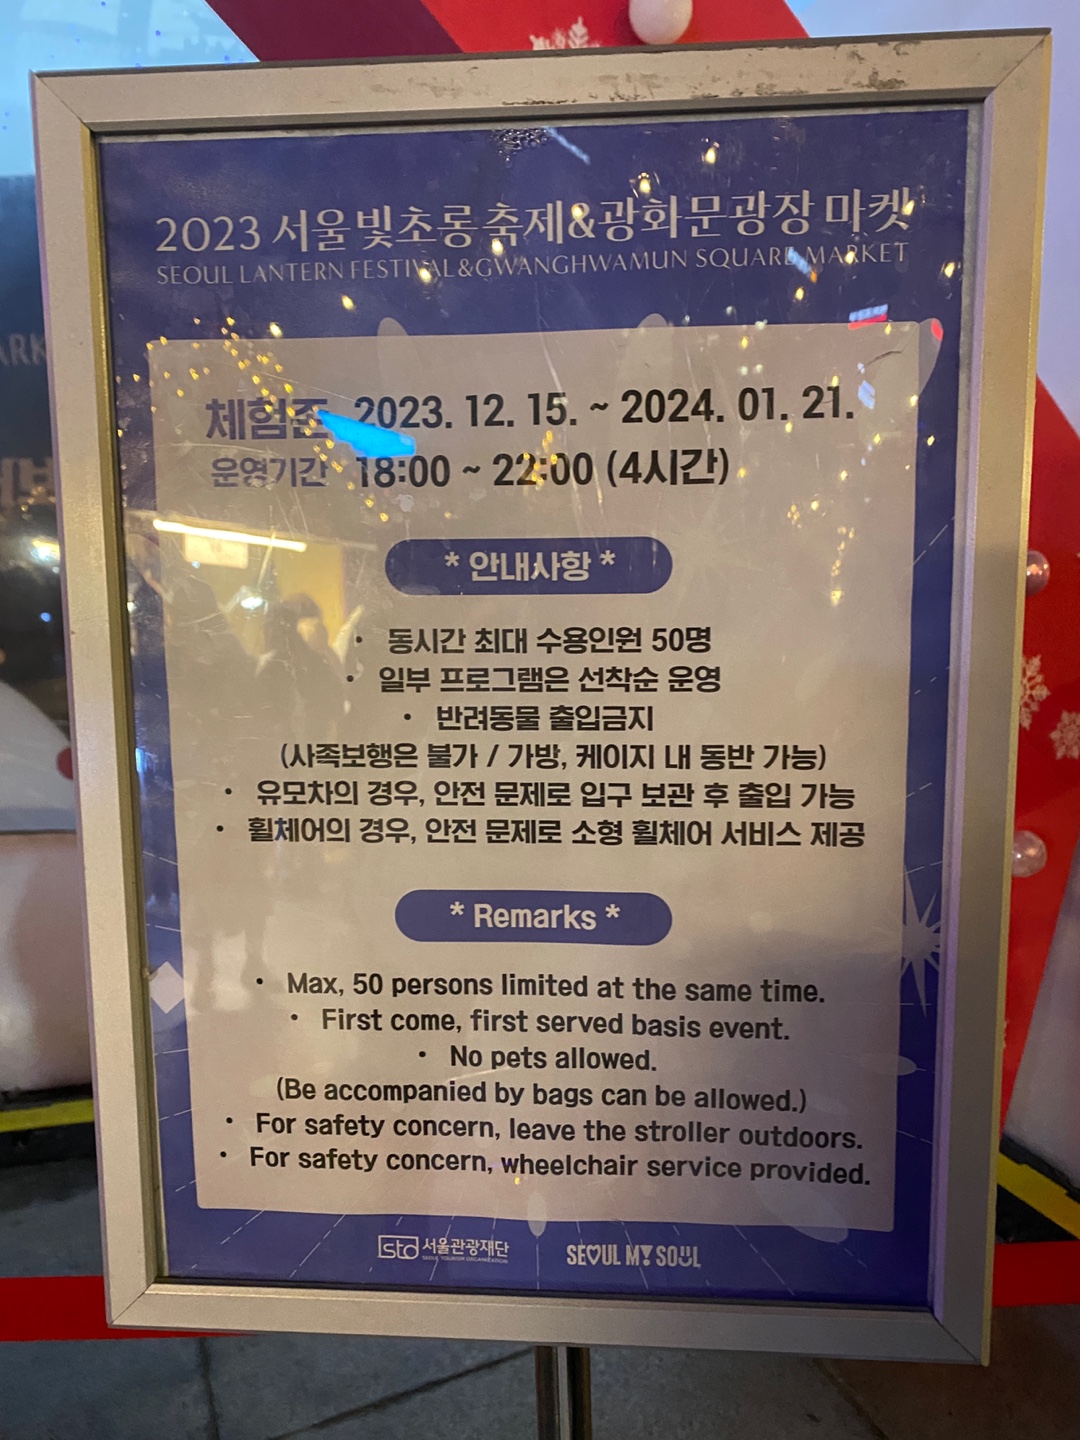 2023 서울빛초롱축제&광화문광장 마켓
SEOUL LANTERN FESTIVAL&GWANGHWAMUN SQUARE MARKET
체험존 2023. 12. 15. ~ 2024. 01. 21.
운영기간 18:00 ~ 22:00 (4시간)
* 안내사항 *
• 동시간 최대 수용인원 50명
• 일부 프로그램은 선착순 운영
• 반려동물 출입금지
(사족보행은 불가 / 가방, 케이지 내 동반 가능)
• 유모차의 경우, 안전 문제로 입구 보관 후 출입 가능
• 휠체어의 경우, 안전 문제로 소형 휠체어 서비스 제공
* Remarks *
• Max, 50 persons limited at the same time.
• First come, first served basis event.
• No pets allowed.
(Be accompanied by bags can be allowed.)
• For safety concern, leave the stroller outdoors.
• For safety concern, wheelchair service provided.
sto 서울관광재단
SEOUL TOURISM ORGANIZATION
SEOUL MY SOUL